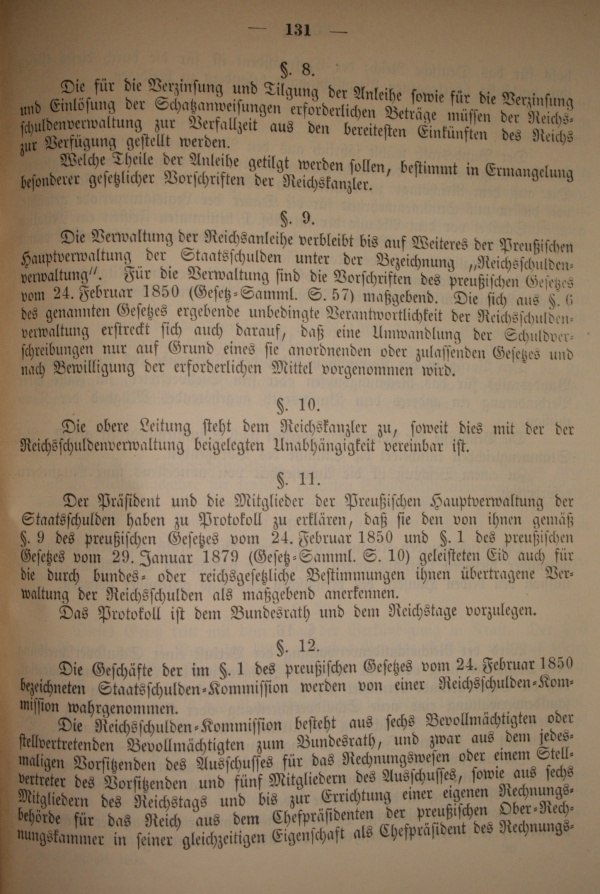 — 131 —
§. 8.
Die für die Verzinsung und Tilgung der Anleihe sowie für die Verzinsung
und Einlösung der Schatzanweisungen erforderlichen Beträge müssen der Reichs-
schuldenverwaltung zur Verfallzeit aus den bereitesten Einkünften des Reichs
zur Verfügung gestellt werden.
Welche Theile der Anleihe getilgt werden sollen, bestimmt in Ermangelung
besonderer gesetzlicher Vorschriften der Reichskanzler.
§. 9.
Die Verwaltung der Reichsanleihe verbleibt bis auf Weiteres der Preußischen
Hauptverwaltung der Staatsschulden unter der Bezeichnung „Reichsschulden-
verwaltung". Für die Verwaltung sind die Vorschriften des preußischen Gesetzes
vom 24. Februar 1850 (Gesetz-Samml. S. 57) maßgebend. Die sich aus §. 6
des genannten Gesetzes ergebende unbedingte Verantwortlichkeit der Reichsschulden-
verwaltung erstreckt sich auch darauf, daß eine Umwandlung der Schuldver-
schreibungen nur auf Grund eines sie anordnenden oder zulassenden Gesetzes und
nach Bewilligung der erforderlichen Mittel vorgenommen wird.
§. 10.
Die obere Leitung steht dem Reichskanzler zu, soweit dies mit der der
Reichsschuldenverwaltung beigelegten Unabhängigkeit vereinbar ist.
§. 11.
Der Präsident und die Mitglieder der Preußischen Hauptverwaltung der
Staatsschulden haben zu Protokoll zu erklären, daß sie den von ihnen gemäß
§. 9 des preußischen Gesetzes vom 24. Februar 1850 und §. 1 des preußischen
Gesetzes vom 29. Januar 1879 (Gesetz-Samml. S. 10) geleisteten Eid auch für
die durch bundes- oder reichsgesetzliche Bestimmungen ihnen übertragene Ver-
waltung der Reichsschulden als maßgebend anerkennen.
Das Protokoll ist dem Bundesrath und dem Reichstage vorzulegen.
§. 12.
Die Geschäfte der im §. 1 des preußischen Gesetzes vom 24. Februar 1850
bezeichneten Staatsschulden-Kommission werden von einer Reichsschulden-Kom-
mission wahrgenommen.
Die Reichsschulden-Kommission besteht aus sechs Bevollmächtigten oder
stellvertretenden Bevollmächtigten zum Bundesrath, und zwar aus dem jedes-
maligen Vorsitzenden des Ausschusses für das Rechnungswesen oder einem Stell-
vertreter des Vorsitzenden und fünf Mitgliedern des Ausschusses, sowie aus sechs
Mitgliedern des Reichstags und bis zur Errichtung einer eigenen Rechnungs-
behörde für das Reich aus dem Chefpräsidenten der preußischen Ober-Rech-
nungskammer in seiner gleichzeitigen Eigenschaft als Chefpräsident des Rechnungs-